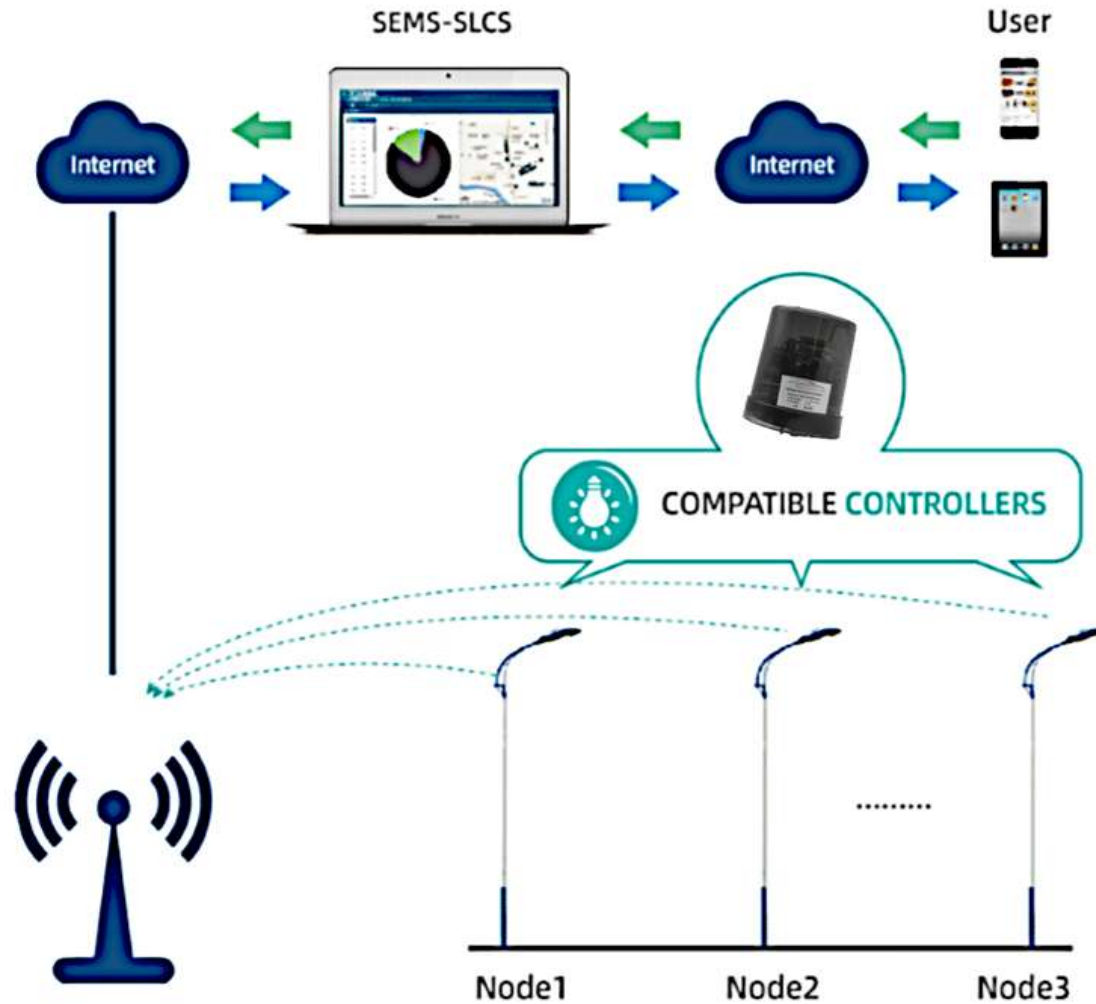 SEMS-SLCS
User
Internet
Internet
COMPATIBLE CONTROLLERS
.........
Node1
Node2
Node3